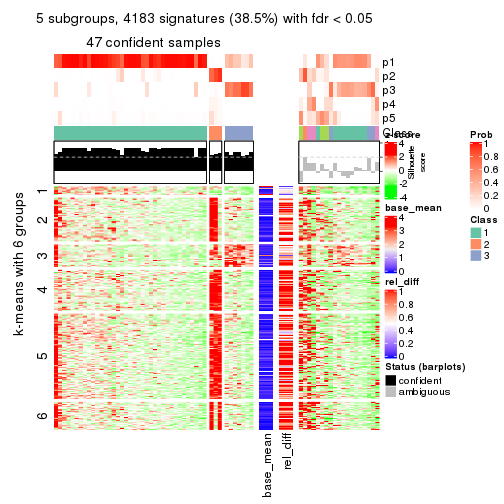 5 subgroups, 4183 signatures (38.5%) with fdr < 0.05
47 confident samples
p1
p2
p3
p4
p5
Class
Silhouette
score
k-means with 6 groups
1
2
3
4
5
6
base_mean
rel_diff
z-score
4
2
0
-2
-4
base_mean
4
3
2
1
0
rel_diff
1
0.8
0.6
0.4
0.2
0
Status (barplots)
confident
ambiguous
Prob
1
0.8
0.6
0.4
0.2
0
Class
1
2
3